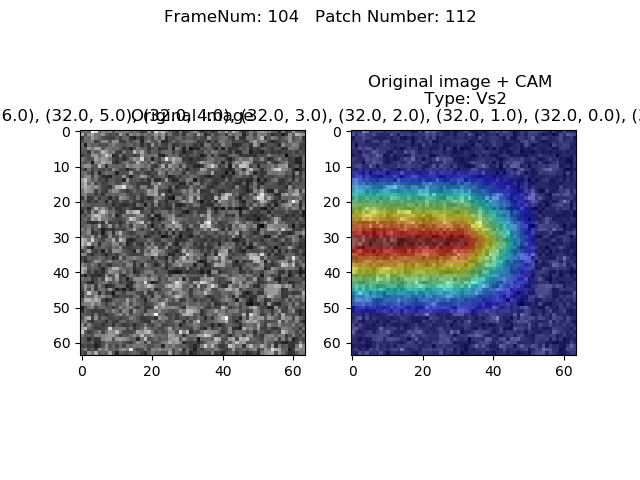 FrameNum: 104   Patch Number: 112
Original image + CAM
Type: Vs2
6.0), (32.0, 5.0), (32.0, 4.0), (32.0, 3.0), (32.0, 2.0), (32.0, 1.0), (32.0, 0.0), (3
Original image
0
10
20
30
40
50
60
0 20 40 60
0
10
20
30
40
50
60
0 20 40 60